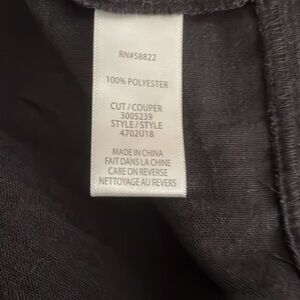 RN#58822
100% POLYESTER
CUT / COUPER
3005239
STYLE / STYLE
4702U18
MADE IN CHINA
FAIT DANS LA CHINE
CARE ON REVERSE
NETTOYAGE AU REVERS